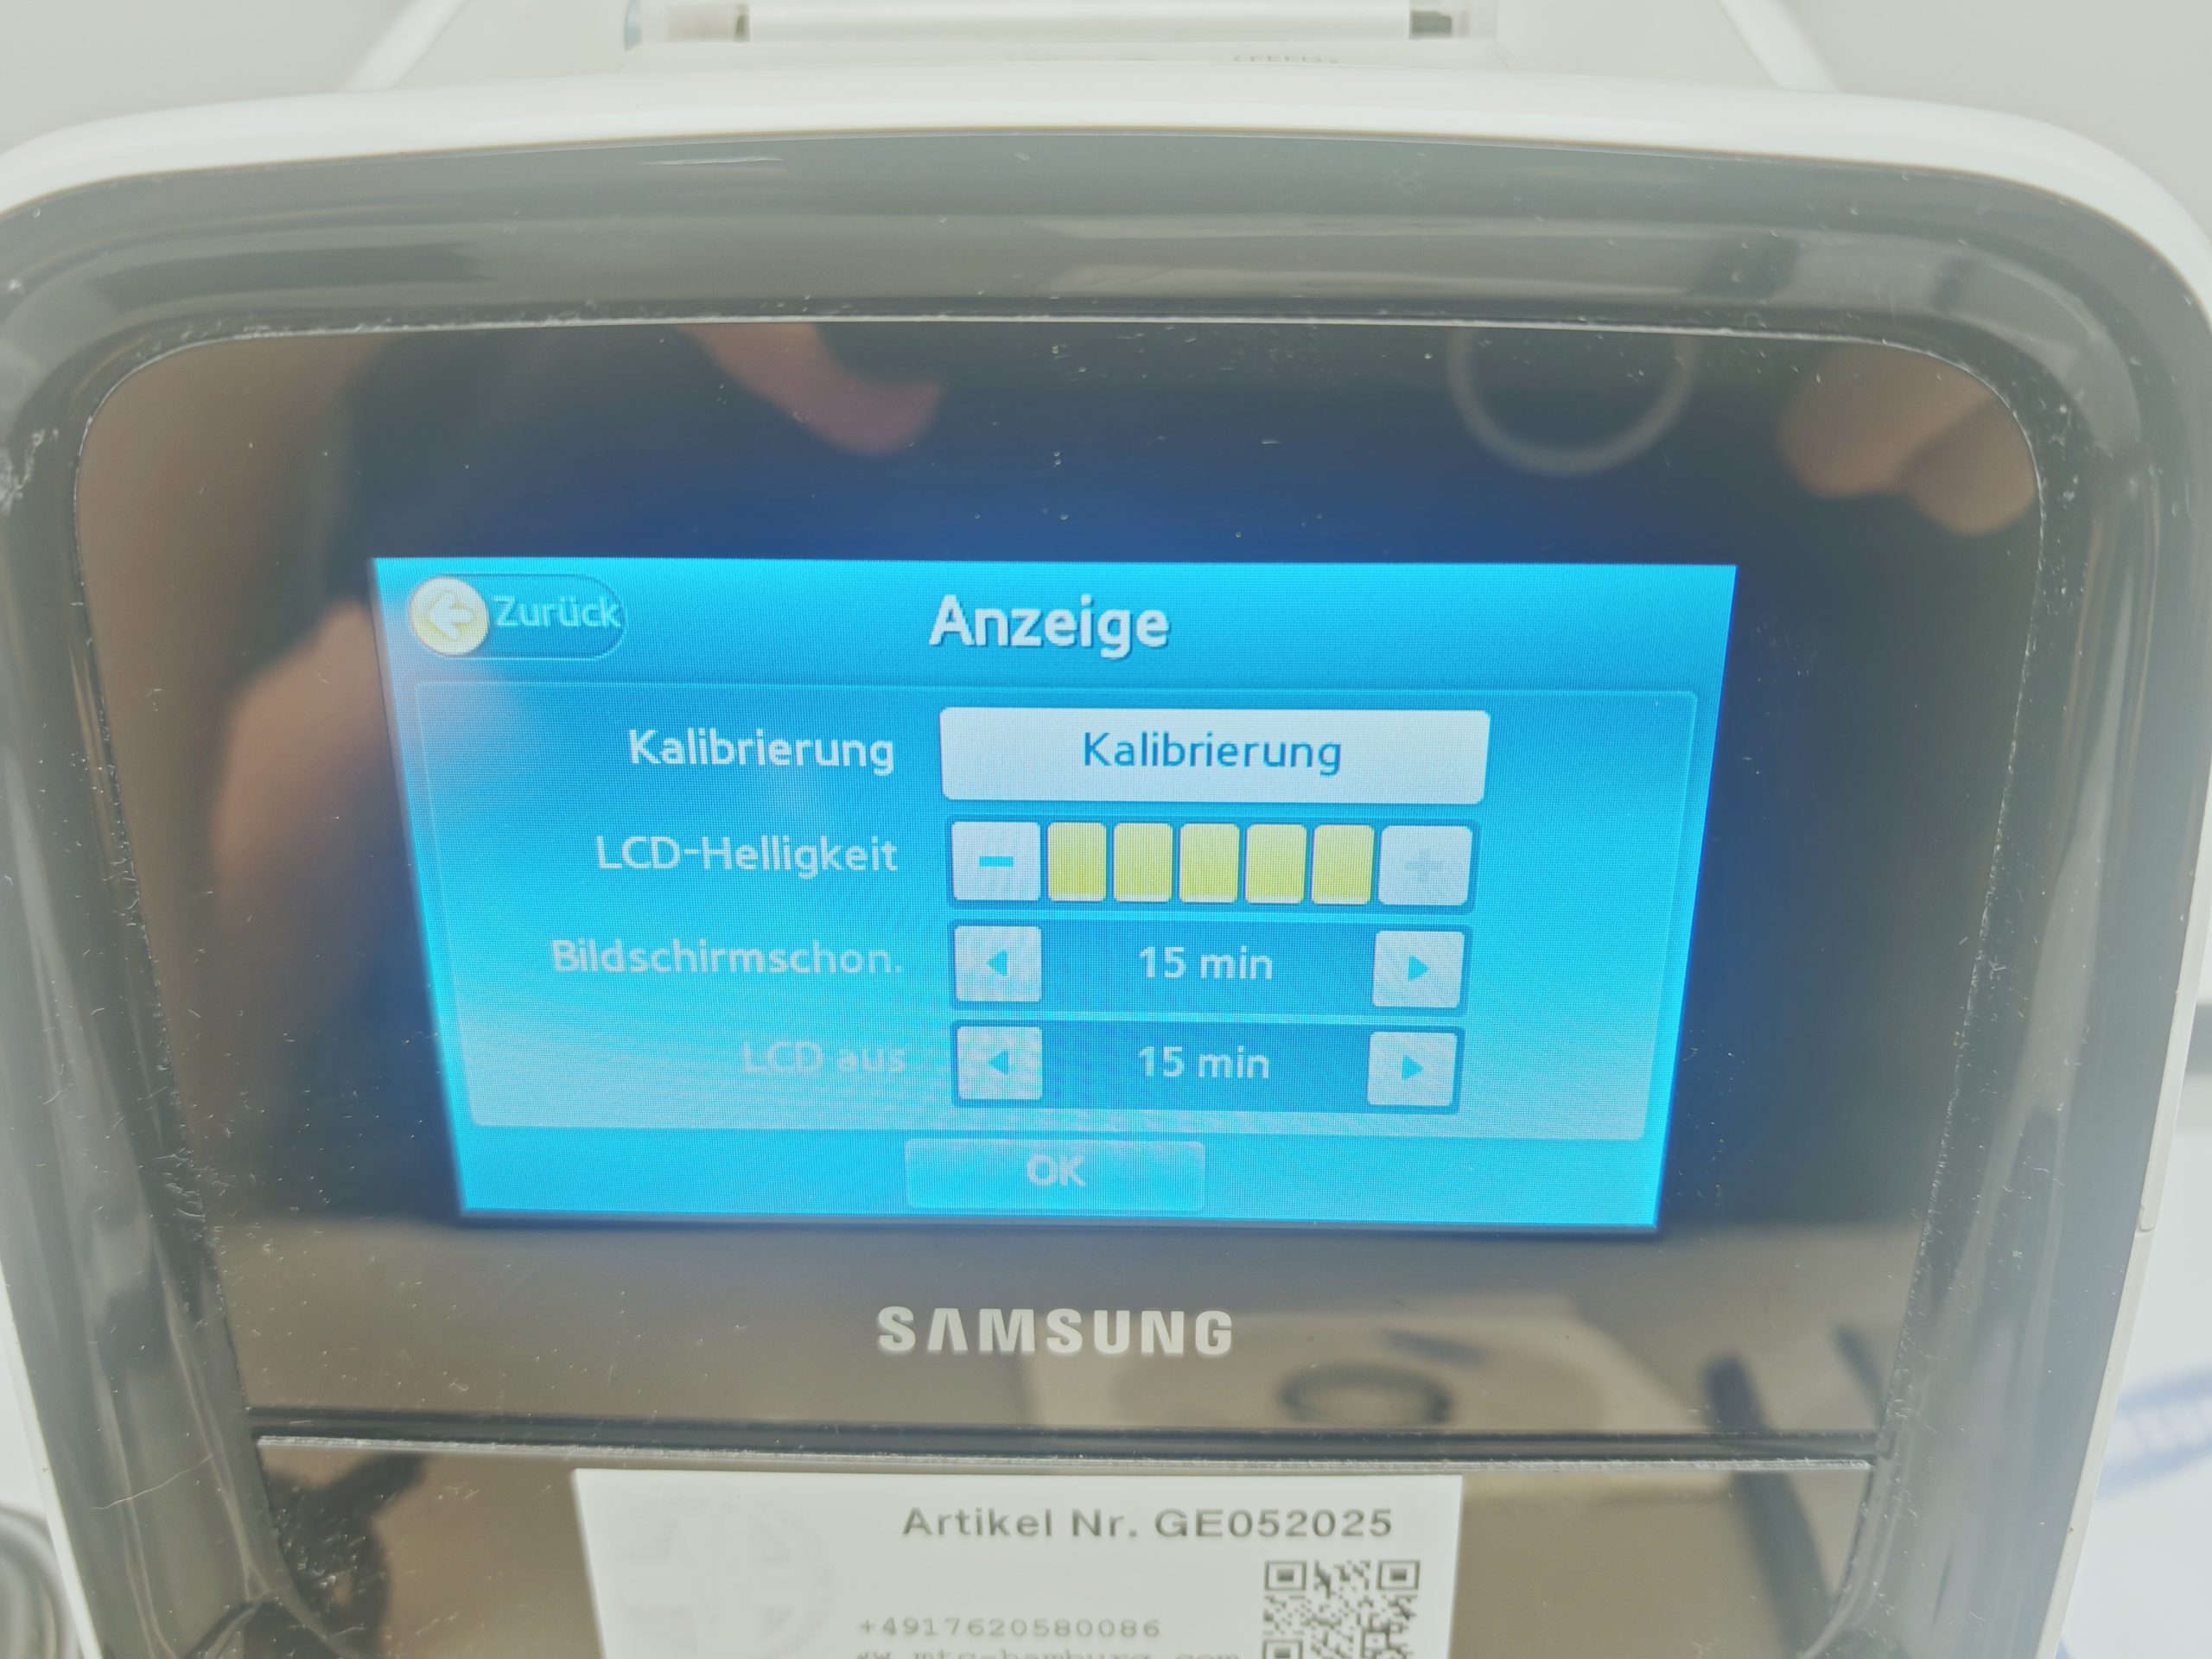 Zurück
Anzeige
Kalibrierung
Kalibrierung
LCD-Helligkeit
- +
Bildschirmschon.
15 min
LCD aus
15 min
OK
SAMSUNG
Artikel Nr. GE052025
+4917620580086